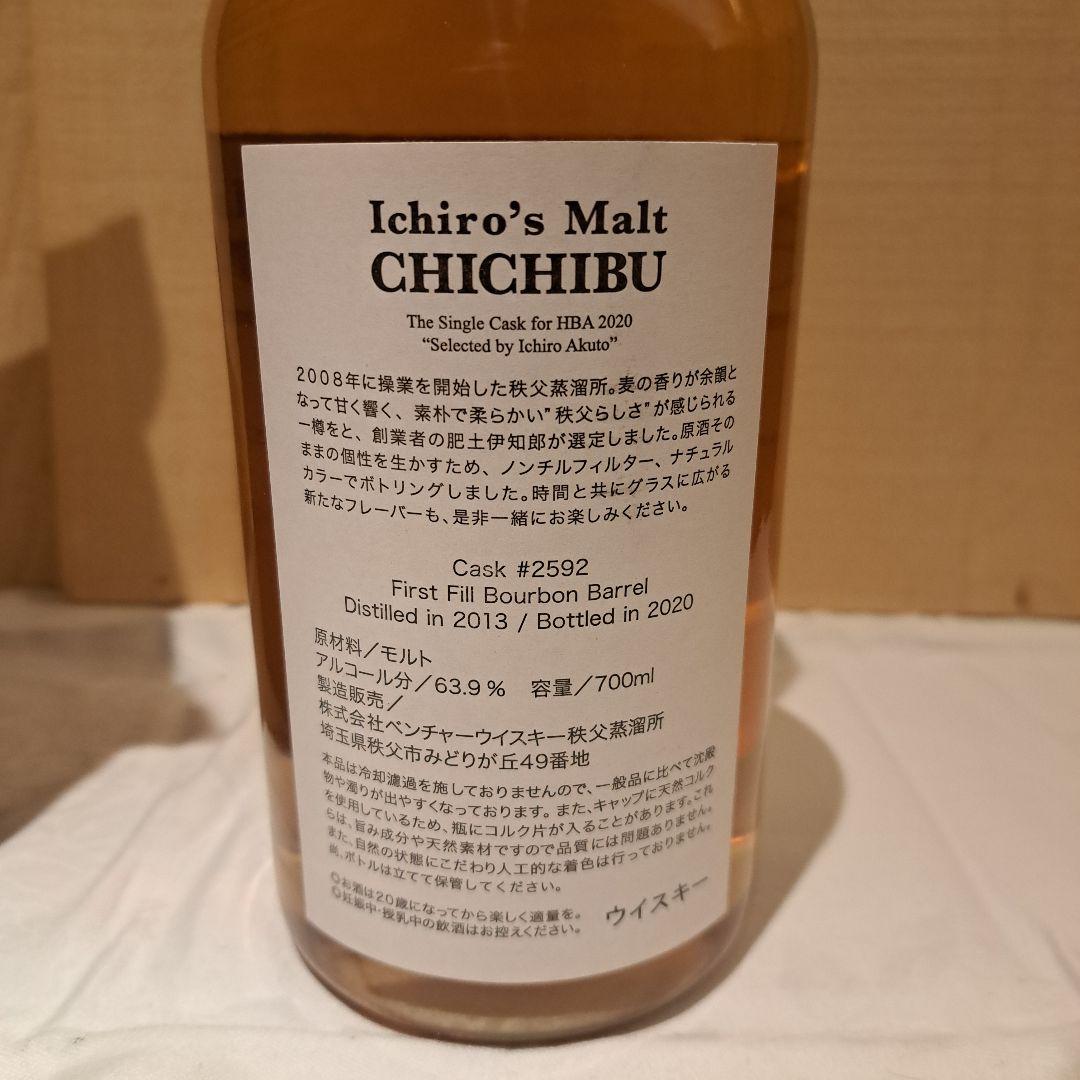 Ichiro's Malt
CHICHIBU
The Single Cask for HBA 2020
“Selected by Ichiro Akuto”
2008年に操業を開始した秩父蒸溜所。麦の香りが余韻と
なって甘く響く、素朴で柔らかい"秩父らしさ"が感じられる
一樽をと、創業者の肥土伊知郎が選定しました。原酒その
ままの個性を生かすため、ノンチルフィルター、ナチュラル
カラーでボトリングしました。時間と共にグラスに広がる
新たなフレーバーも、是非一緒にお楽しみください。
Cask #2592
First Fill Bourbon Barrel
Distilled in 2013 / Bottled in 2020
原材料／モルト
アルコール分／63.9％　容量／700ml
製造販売／
株式会社ベンチャーウイスキー秩父蒸溜所
埼玉県秩父市みどりが丘49番地
本品は冷却濾過を施しておりませんので、一般品に比べて沈殿
物や濁りが出やすくなっております。また、キャップに天然コルク
を使用しているため、瓶にコルク片が入ることがあります。これ
らは、旨み成分や天然素材ですので品質には問題ありません。
また、自然の状態にこだわり人工的な着色は行っておりません。
尚、ボトルは立てて保管してください。
◎お酒は20歳になってから楽しく適量を。
◎妊娠中・授乳中の飲酒はお控えください。
ウイスキー